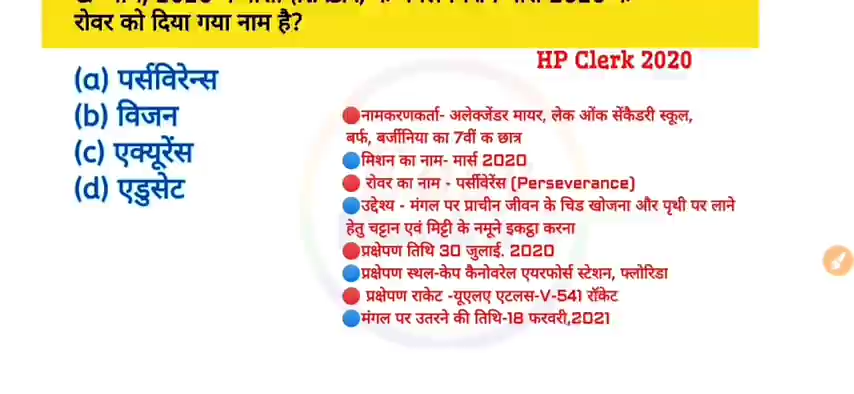 रोवर को दिया गया नाम है?
HP Clerk 2020
(a) पर्सविरेन्स
(b) विजन
(c) एक्यूरेंस
(d) एडुसेट
नामकरणकर्ता- अलेक्जेंडर मायर, लेक ओंक सेंकैडरी स्कूल,
बर्फ, बर्जीनिया का 7वीं क छात्र
मिशन का नाम- मार्स 2020
रोवर का नाम - पर्सीवेरेंस (Perseverance)
उद्देश्य - मंगल पर प्राचीन जीवन के चिड खोजना और पृथी पर लाने
हेतु चट्टान एवं मिट्टी के नमूने इकट्ठा करना
प्रक्षेपण तिथि 30 जुलाई. 2020
प्रक्षेपण स्थल-केप कैनोवरेल एयरफोर्स स्टेशन, फ्लोरिडा
प्रक्षेपण राकेट -यूएलए एटलस-V-541 रॉकेट
मंगल पर उतरने की तिथि-18 फरवरी,2021